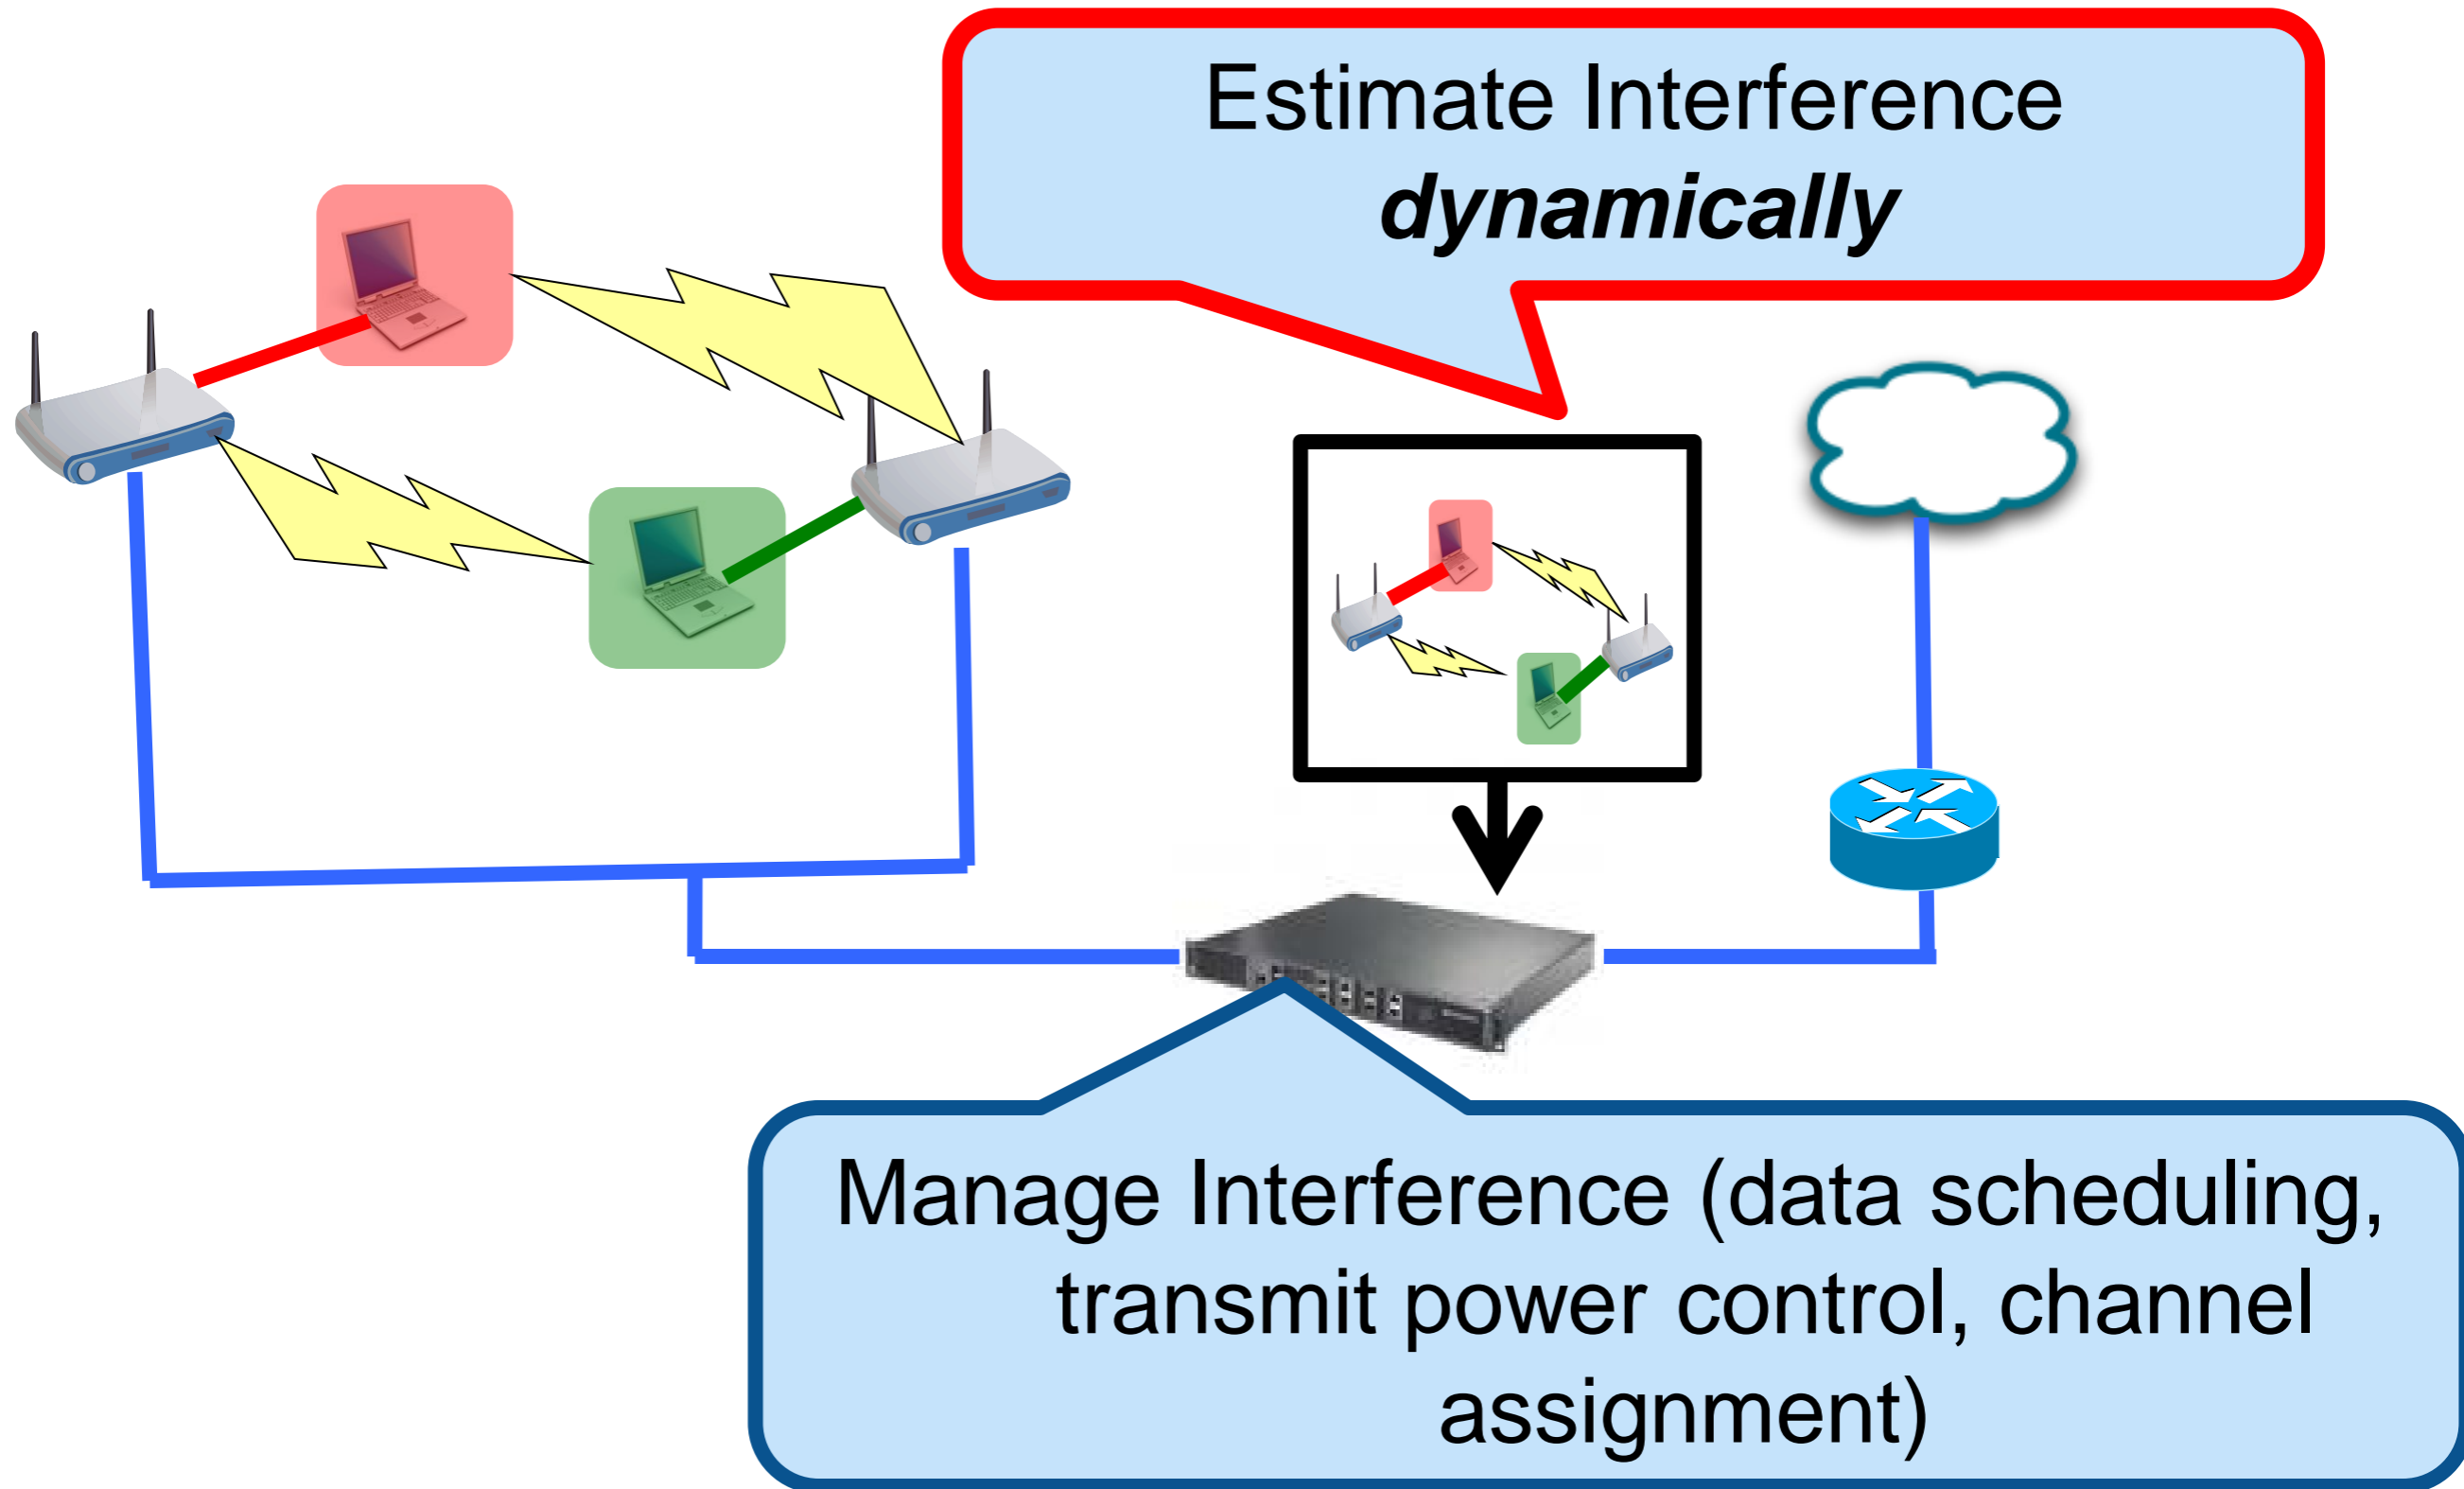 Estimate Interference
dynamically
Manage Interference (data scheduling,
transmit power control, channel
assignment)